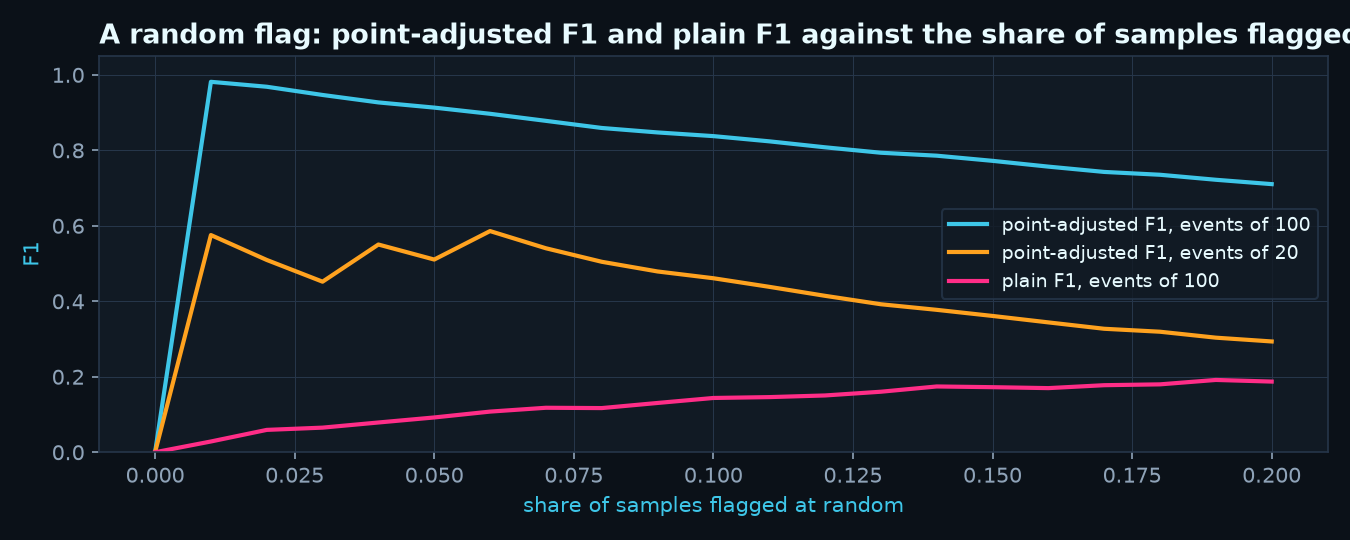 A random flag: point-adjusted F1 and plain F1 against the share of samples flagged
1.0
0.8
0.6
0.4
0.2
0.0
F1
point-adjusted F1, events of 100
point-adjusted F1, events of 20
plain F1, events of 100
0.000 0.025 0.050 0.075 0.100 0.125 0.150 0.175 0.200
share of samples flagged at random